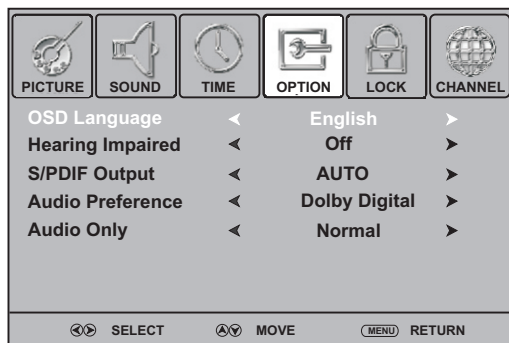 PICTURE SOUND TIME OPTION LOCK CHANNEL
OSD Language English
Hearing Impaired Off
S/PDIF Output AUTO
Audio Preference Dolby Digital
Audio Only Normal
SELECT MOVE MENU RETURN